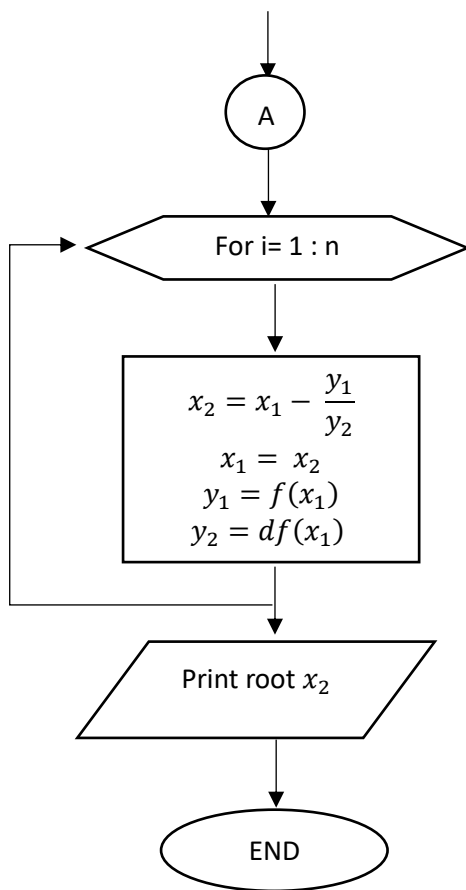 A
For i= 1 : n
x₂ = x₁ − y₁/y₂
x₁ = x₂
y₁ = f(x₁)
y₂ = df(x₁)
Print root x₂
END